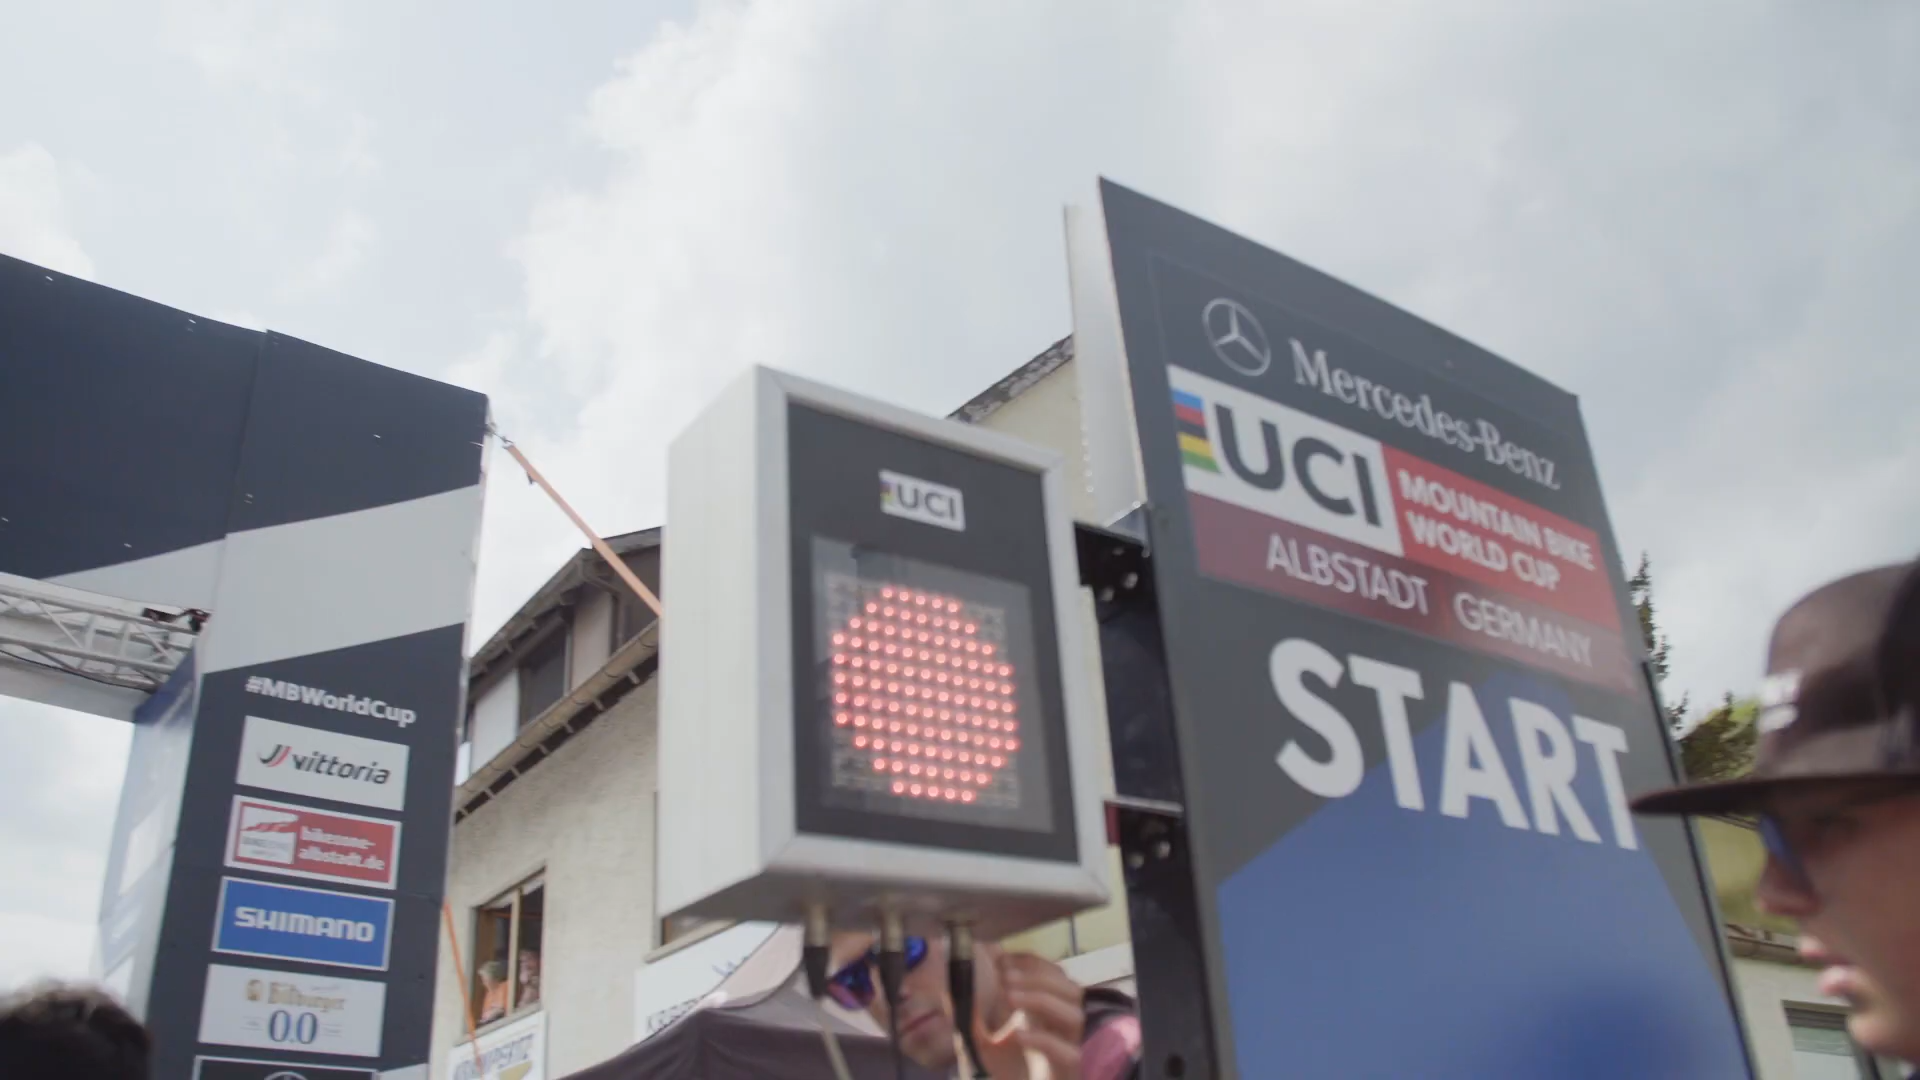 #MBWorldCup
vittoria
bikezone-
albstadt.de
SHIMANO
Bitburger
0.0
UCI
Mercedes-Benz
UCI
MOUNTAIN BIKE
WORLD CUP
ALBSTADT GERMANY
START